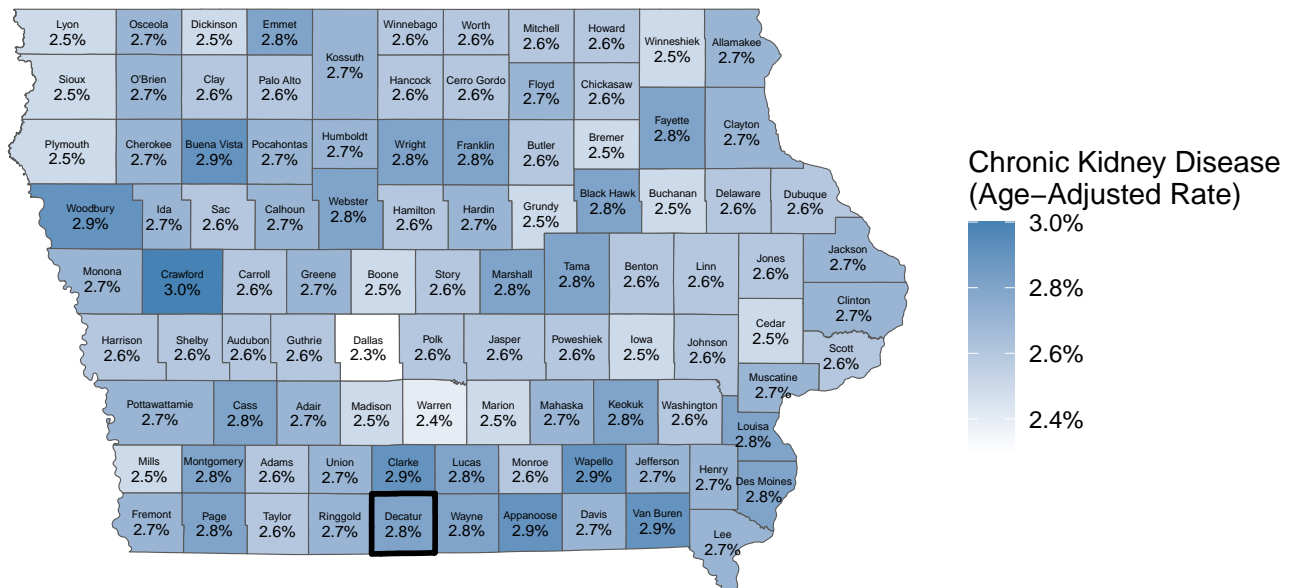 Lyon
2.5%
Osceola
2.7%
Dickinson
2.5%
Emmet
2.8%
Kossuth
2.7%
Winnebago
2.6%
Worth
2.6%
Mitchell
2.6%
Howard
2.6%
Winneshiek
2.5%
Allamakee
2.7%
Sioux
2.5%
O'Brien
2.7%
Clay
2.6%
Palo Alto
2.6%
Hancock
2.6%
Cerro Gordo
2.6%
Floyd
2.7%
Chickasaw
2.6%
Plymouth
2.5%
Cherokee
2.7%
Buena Vista
2.9%
Pocahontas
2.7%
Humboldt
2.7%
Wright
2.8%
Franklin
2.8%
Butler
2.6%
Bremer
2.5%
Fayette
2.8%
Clayton
2.7%
Woodbury
2.9%
Ida
2.7%
Sac
2.6%
Calhoun
2.7%
Webster
2.8%
Hamilton
2.6%
Hardin
2.7%
Grundy
2.5%
Black Hawk
2.8%
Buchanan
2.5%
Delaware
2.6%
Dubuque
2.6%
Monona
2.7%
Crawford
3.0%
Carroll
2.6%
Greene
2.7%
Boone
2.5%
Story
2.6%
Marshall
2.8%
Tama
2.8%
Benton
2.6%
Linn
2.6%
Jones
2.6%
Jackson
2.7%
Clinton
2.7%
Harrison
2.6%
Shelby
2.6%
Audubon
2.6%
Guthrie
2.6%
Dallas
2.3%
Polk
2.6%
Jasper
2.6%
Poweshiek
2.6%
Iowa
2.5%
Johnson
2.6%
Cedar
2.5%
Scott
2.6%
Muscatine
2.7%
Pottawattamie
2.7%
Cass
2.8%
Adair
2.7%
Madison
2.5%
Warren
2.4%
Marion
2.5%
Mahaska
2.7%
Keokuk
2.8%
Washington
2.6%
Louisa
2.8%
Mills
2.5%
Montgomery
2.8%
Adams
2.6%
Union
2.7%
Clarke
2.9%
Lucas
2.8%
Monroe
2.6%
Wapello
2.9%
Jefferson
2.7%
Henry
2.7%
Des Moines
2.8%
Fremont
2.7%
Page
2.8%
Taylor
2.6%
Ringgold
2.7%
Decatur
2.8%
Wayne
2.8%
Appanoose
2.9%
Davis
2.7%
Van Buren
2.9%
Lee
2.7%
Chronic Kidney Disease
(Age−Adjusted Rate)
3.0%
2.8%
2.6%
2.4%